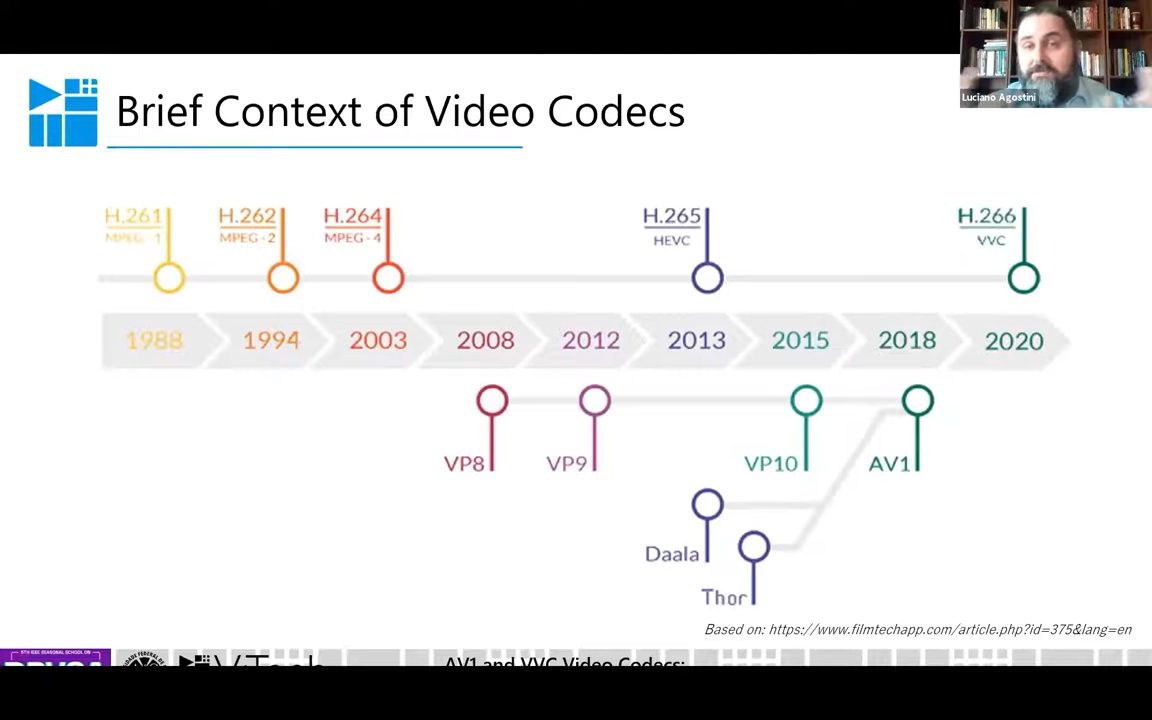 Luciano Agostini
Brief Context of Video Codecs
H.261
MPEG-1
H.262
MPEG-2
H.264
MPEG-4
H.265
HEVC
H.266
VVC
1988
1994
2003
2008
2012
2013
2015
2018
2020
VP8
VP9
VP10
AV1
Daala
Thor
Based on: https://www.filmtechapp.com/article.php?id=375&lang=en
AV1 and VVC Video Codecs: